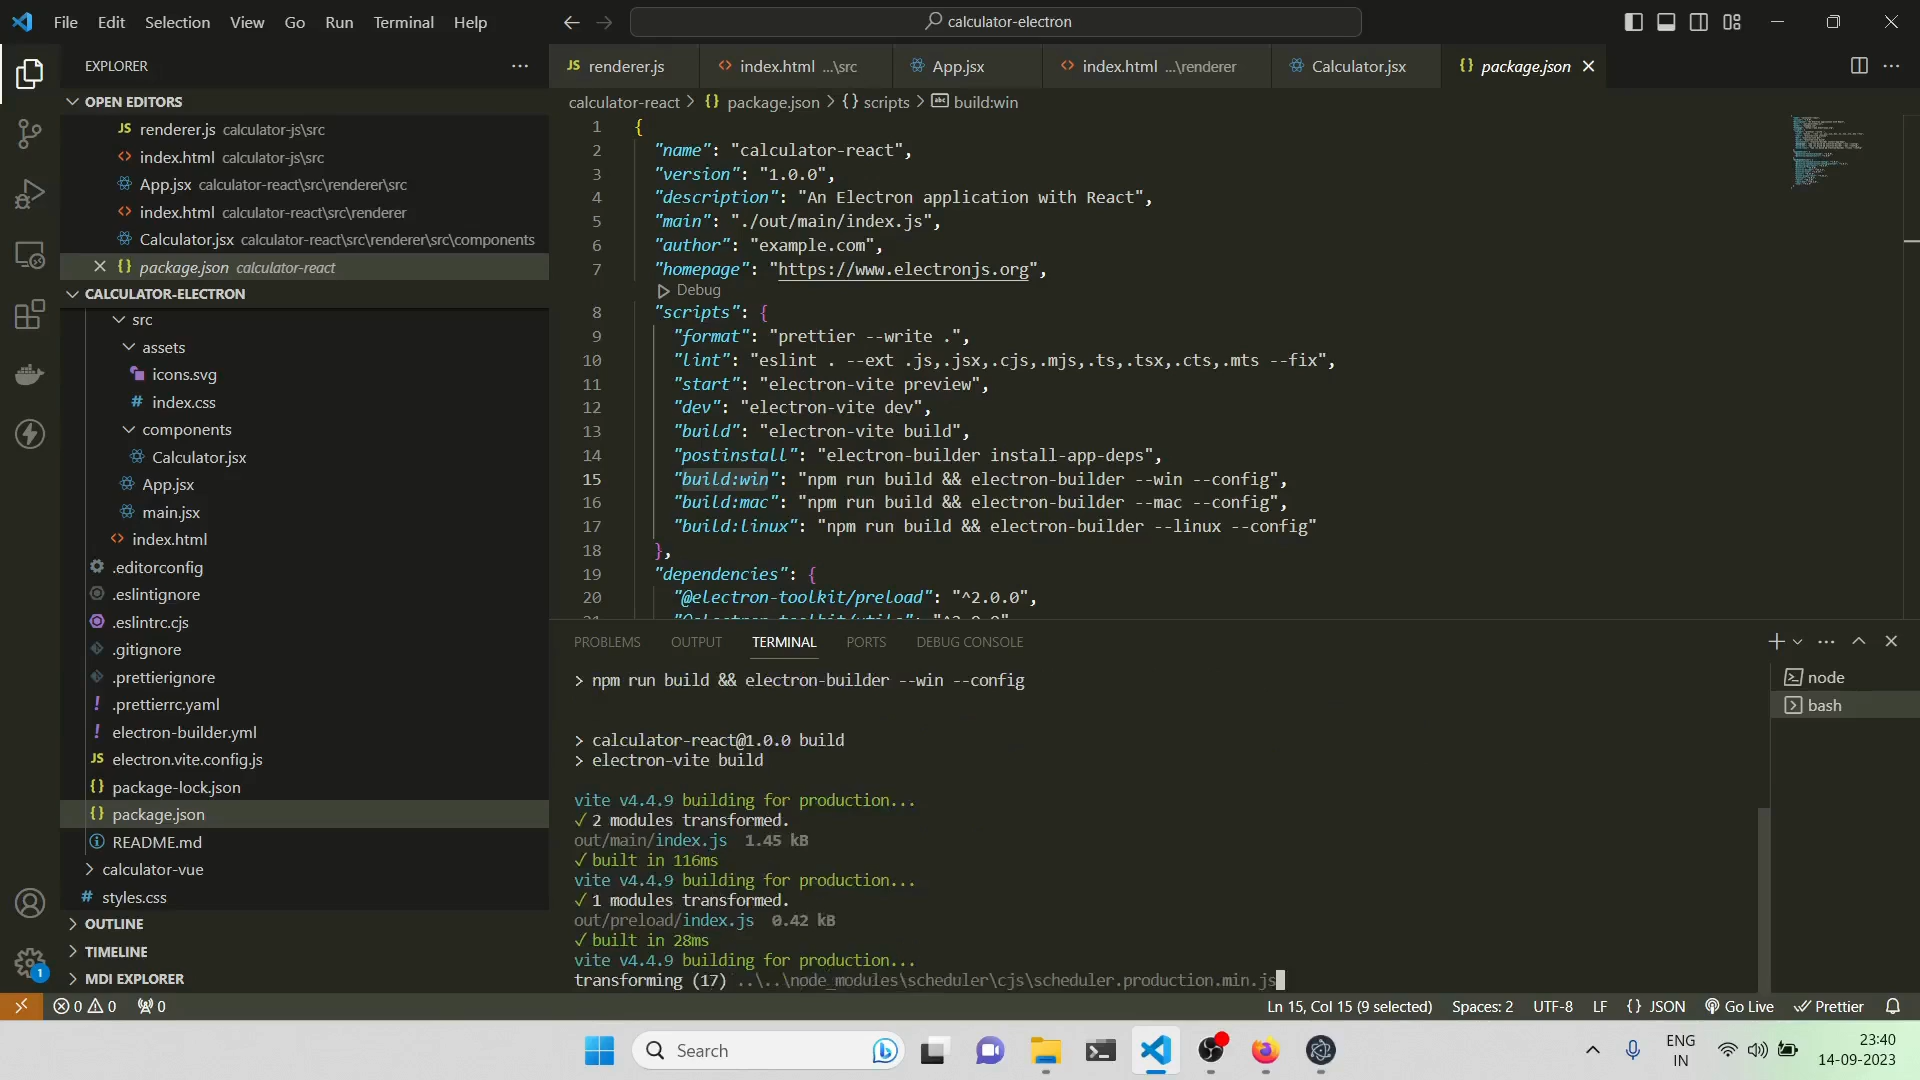 File Edit Selection View Go Run Terminal Help
calculator-electron
EXPLORER
OPEN EDITORS
renderer.js calculator-js\src
index.html calculator-js\src
App.jsx calculator-react\src\renderer\src
index.html calculator-react\src\renderer
Calculator.jsx calculator-react\src\renderer\src\components
package.json calculator-react
CALCULATOR-ELECTRON
src
assets
icons.svg
index.css
components
Calculator.jsx
App.jsx
main.jsx
index.html
.editorconfig
.eslintignore
.eslintrc.cjs
.gitignore
.prettierignore
.prettierrc.yaml
electron-builder.yml
electron.vite.config.js
package-lock.json
package.json
README.md
calculator-vue
styles.css
OUTLINE
TIMELINE
MDI EXPLORER
JS renderer.js index.html ...\src App.jsx index.html ...\renderer Calculator.jsx package.json
calculator-react > {} package.json > {} scripts > build:win
1 {
2 "name": "calculator-react",
3 "version": "1.0.0",
4 "description": "An Electron application with React",
5 "main": "./out/main/index.js",
6 "author": "example.com",
7 "homepage": "https://www.electronjs.org",
Debug
8 "scripts": {
9 "format": "prettier --write .",
10 "lint": "eslint . --ext .js,.jsx,.cjs,.mjs,.ts,.tsx,.cts,.mts --fix",
11 "start": "electron-vite preview",
12 "dev": "electron-vite dev",
13 "build": "electron-vite build",
14 "postinstall": "electron-builder install-app-deps",
15 "build:win": "npm run build && electron-builder --win --config",
16 "build:mac": "npm run build && electron-builder --mac --config",
17 "build:linux": "npm run build && electron-builder --linux --config"
18 },
19 "dependencies": {
20 "@electron-toolkit/preload": "^2.0.0",
PROBLEMS OUTPUT TERMINAL PORTS DEBUG CONSOLE
> npm run build && electron-builder --win --config
> calculator-react@1.0.0 build
> electron-vite build
vite v4.4.9 building for production...
✓ 2 modules transformed.
out/main/index.js 1.45 kB
✓ built in 116ms
vite v4.4.9 building for production...
✓ 1 modules transformed.
out/preload/index.js 0.42 kB
✓ built in 28ms
vite v4.4.9 building for production...
transforming (17) ..\..\node_modules\scheduler\cjs\scheduler.production.min.js
node
bash
1
0 0 0
Ln 15, Col 15 (9 selected) Spaces: 2 UTF-8 LF {} JSON Go Live Prettier
Search
ENG
IN
23:40
14-09-2023